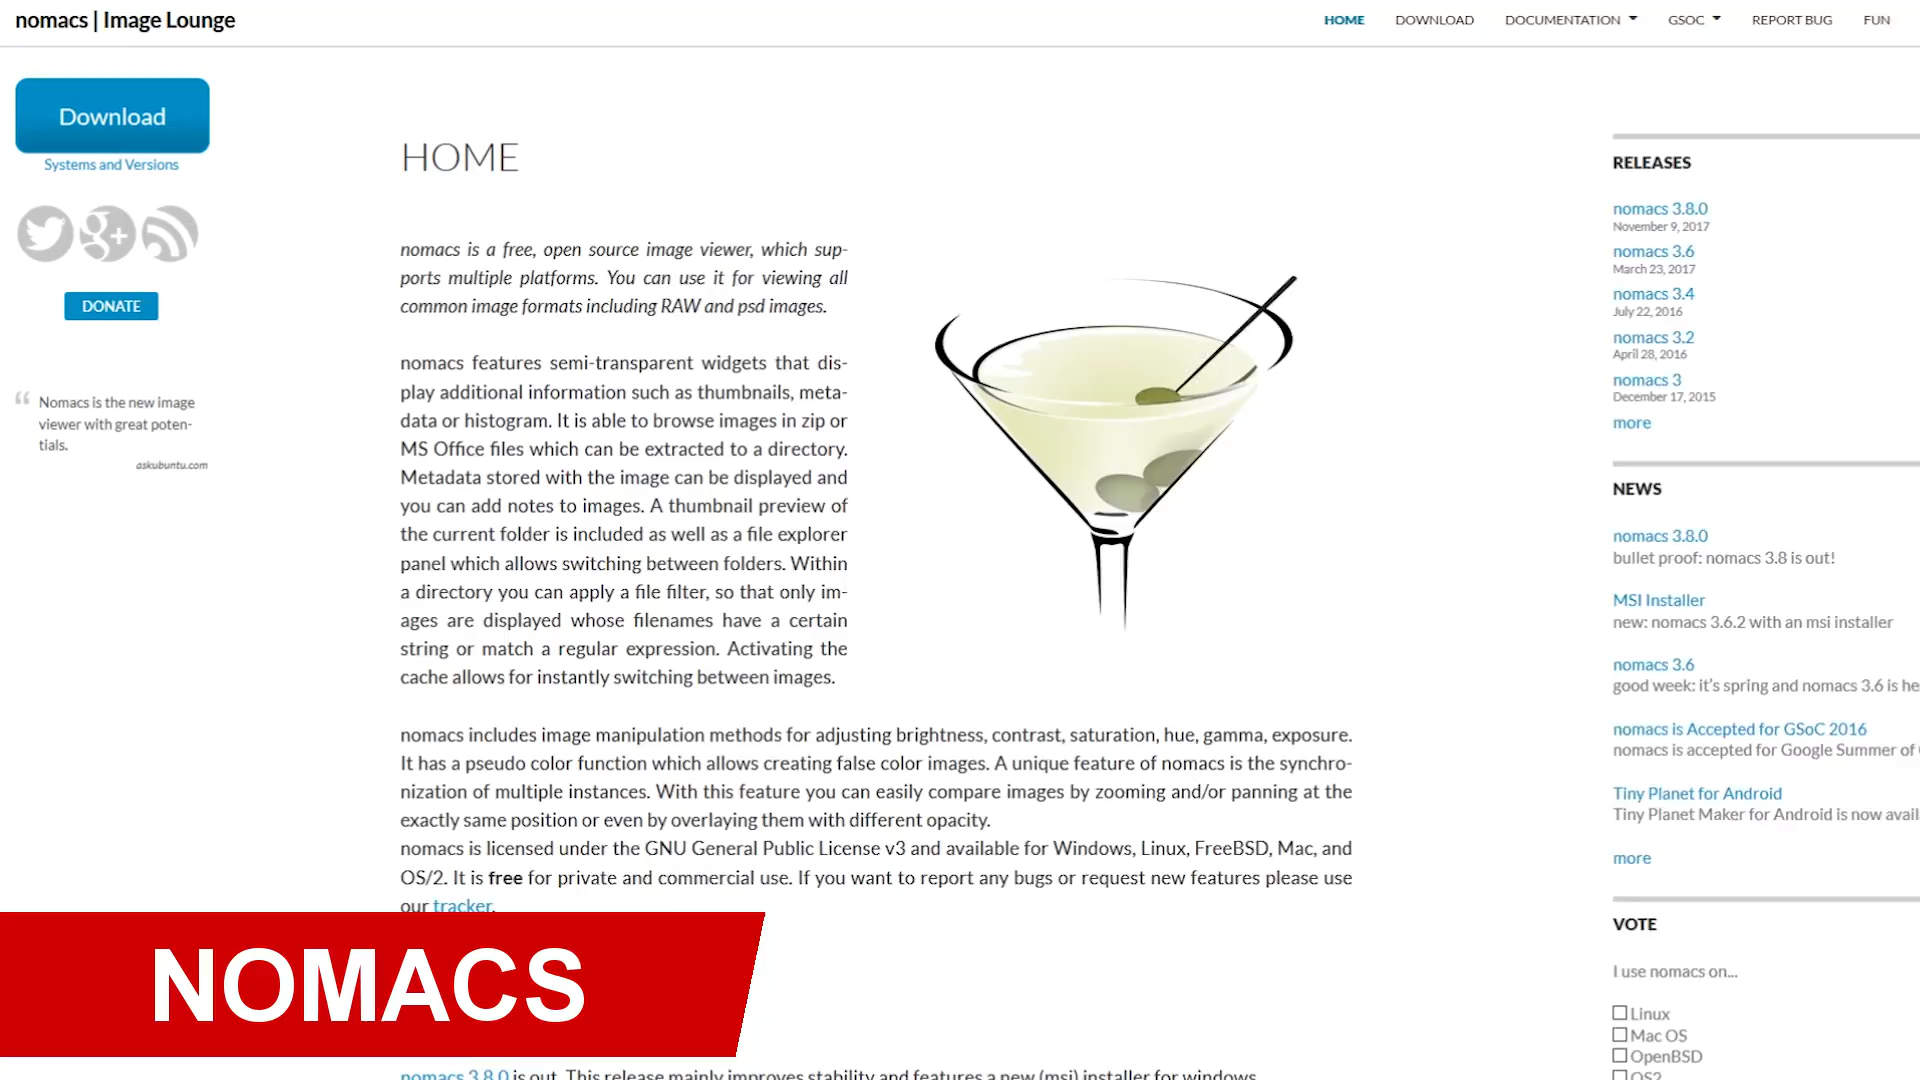 nomacs | Image Lounge
HOME
DOWNLOAD
DOCUMENTATION
GSOC
REPORT BUG
FUN
Download
Systems and Versions
DONATE
“ Nomacs is the new image
viewer with great poten-
tials.
askubuntu.com
HOME
nomacs is a free, open source image viewer, which sup-
ports multiple platforms. You can use it for viewing all
common image formats including RAW and psd images.
nomacs features semi-transparent widgets that dis-
play additional information such as thumbnails, meta-
data or histogram. It is able to browse images in zip or
MS Office files which can be extracted to a directory.
Metadata stored with the image can be displayed and
you can add notes to images. A thumbnail preview of
the current folder is included as well as a file explorer
panel which allows switching between folders. Within
a directory you can apply a file filter, so that only im-
ages are displayed whose filenames have a certain
string or match a regular expression. Activating the
cache allows for instantly switching between images.
nomacs includes image manipulation methods for adjusting brightness, contrast, saturation, hue, gamma, exposure.
It has a pseudo color function which allows creating false color images. A unique feature of nomacs is the synchro-
nization of multiple instances. With this feature you can easily compare images by zooming and/or panning at the
exactly same position or even by overlaying them with different opacity.
nomacs is licensed under the GNU General Public License v3 and available for Windows, Linux, FreeBSD, Mac, and
OS/2. It is free for private and commercial use. If you want to report any bugs or request new features please use
our tracker.
NOMACS
nomacs 3.8.0 is out. This release mainly improves stability and features a new (msi) installer for windows.
RELEASES
nomacs 3.8.0
November 9, 2017
nomacs 3.6
March 23, 2017
nomacs 3.4
July 22, 2016
nomacs 3.2
April 28, 2016
nomacs 3
December 17, 2015
more
NEWS
nomacs 3.8.0
bullet proof: nomacs 3.8 is out!
MSI Installer
new: nomacs 3.6.2 with an msi installer
nomacs 3.6
good week: it's spring and nomacs 3.6 is he
nomacs is Accepted for GSoC 2016
nomacs is accepted for Google Summer of
Tiny Planet for Android
Tiny Planet Maker for Android is now avail
more
VOTE
I use nomacs on...
Linux
Mac OS
OpenBSD
OS2